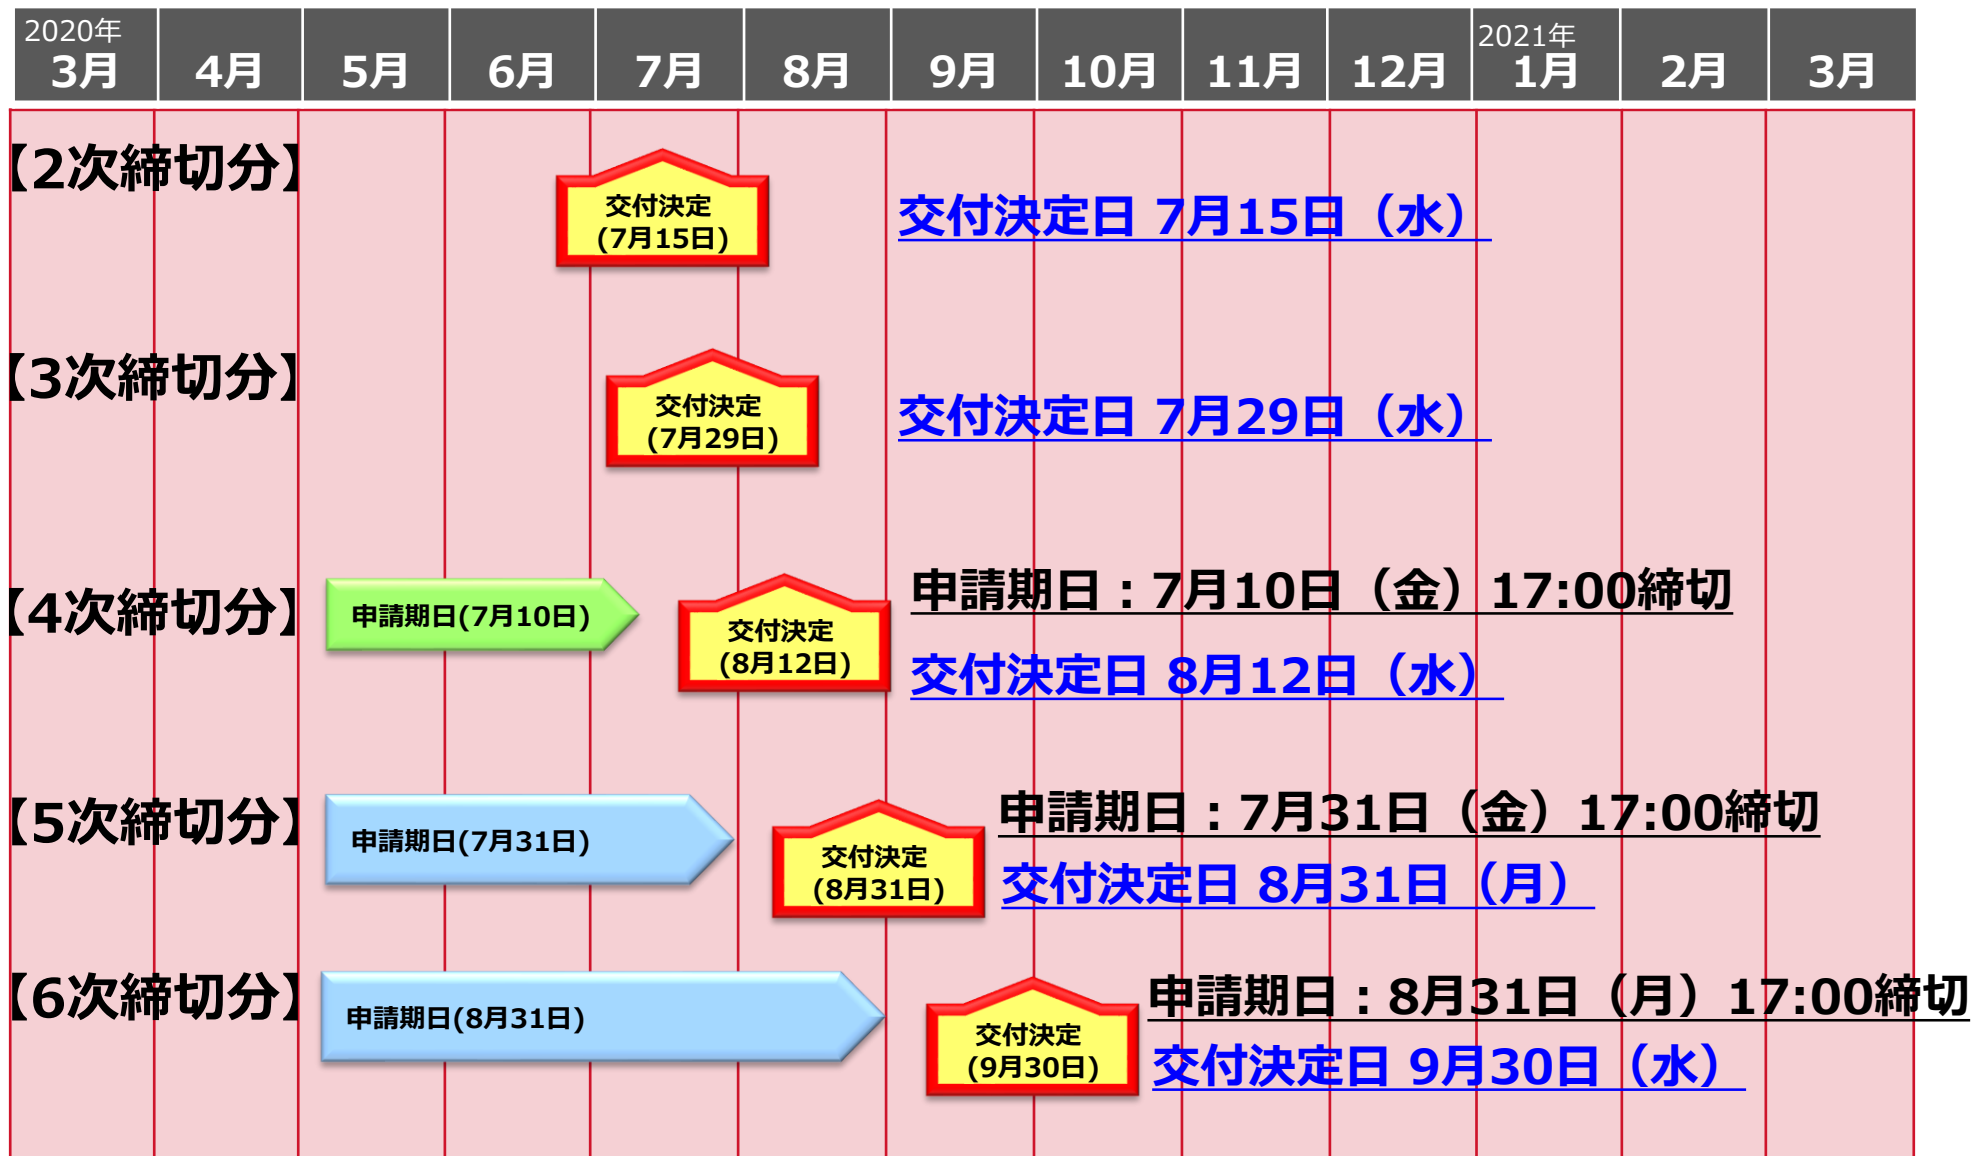 2020年
3月 4月 5月 6月 7月 8月 9月 10月 11月 12月
2021年
1月 2月 3月
【2次締切分】
交付決定
(7月15日)
交付決定日 7月15日（水）
【3次締切分】
交付決定
(7月29日)
交付決定日 7月29日（水）
【4次締切分】
申請期日(7月10日)
交付決定
(8月12日)
申請期日：7月10日（金）17:00締切
交付決定日 8月12日（水）
【5次締切分】
申請期日(7月31日)
交付決定
(8月31日)
申請期日：7月31日（金）17:00締切
交付決定日 8月31日（月）
【6次締切分】
申請期日(8月31日)
交付決定
(9月30日)
申請期日：8月31日（月）17:00締切
交付決定日 9月30日（水）